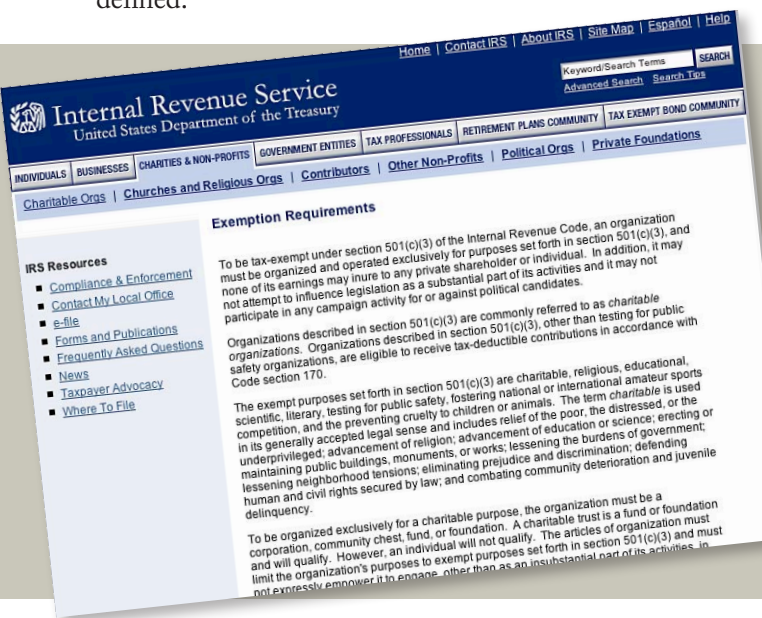 defined.
Home | Contact IRS | About IRS | Site Map | Español | Help
Internal Revenue Service
United States Department of the Treasury
Keyword/Search Terms SEARCH
Advanced Search Search Tips
INDIVIDUALS BUSINESSES CHARITIES & NON-PROFITS GOVERNMENT ENTITIES TAX PROFESSIONALS RETIREMENT PLANS COMMUNITY TAX EXEMPT BOND COMMUNITY
Charitable Orgs | Churches and Religious Orgs | Contributors | Other Non-Profits | Political Orgs | Private Foundations
IRS Resources
Compliance & Enforcement
Contact My Local Office
e-file
Forms and Publications
Frequently Asked Questions
News
Taxpayer Advocacy
Where To File
Exemption Requirements
To be tax-exempt under section 501(c)(3) of the Internal Revenue Code, an organization
must be organized and operated exclusively for purposes set forth in section 501(c)(3), and
none of its earnings may inure to any private shareholder or individual. In addition, it may
not attempt to influence legislation as a substantial part of its activities and it may not
participate in any campaign activity for or against political candidates.
Organizations described in section 501(c)(3) are commonly referred to as charitable
organizations. Organizations described in section 501(c)(3), other than testing for public
safety organizations, are eligible to receive tax-deductible contributions in accordance with
Code section 170.
The exempt purposes set forth in section 501(c)(3) are charitable, religious, educational,
scientific, literary, testing for public safety, fostering national or international amateur sports
competition, and the preventing cruelty to children or animals. The term charitable is used
in its generally accepted legal sense and includes relief of the poor, the distressed, or the
underprivileged; advancement of religion; advancement of education or science; erecting or
maintaining public buildings, monuments, or works; lessening the burdens of government;
lessening neighborhood tensions; eliminating prejudice and discrimination; defending
human and civil rights secured by law; and combating community deterioration and juvenile
delinquency.
To be organized exclusively for a charitable purpose, the organization must be a
corporation, community chest, fund, or foundation. A charitable trust is a fund or foundation
and will qualify. However, an individual will not qualify. The articles of organization must
limit the organization's purposes to exempt purposes set forth in section 501(c)(3) and must
not expressly empower it to engage, other than as an insubstantial part of its activities, in